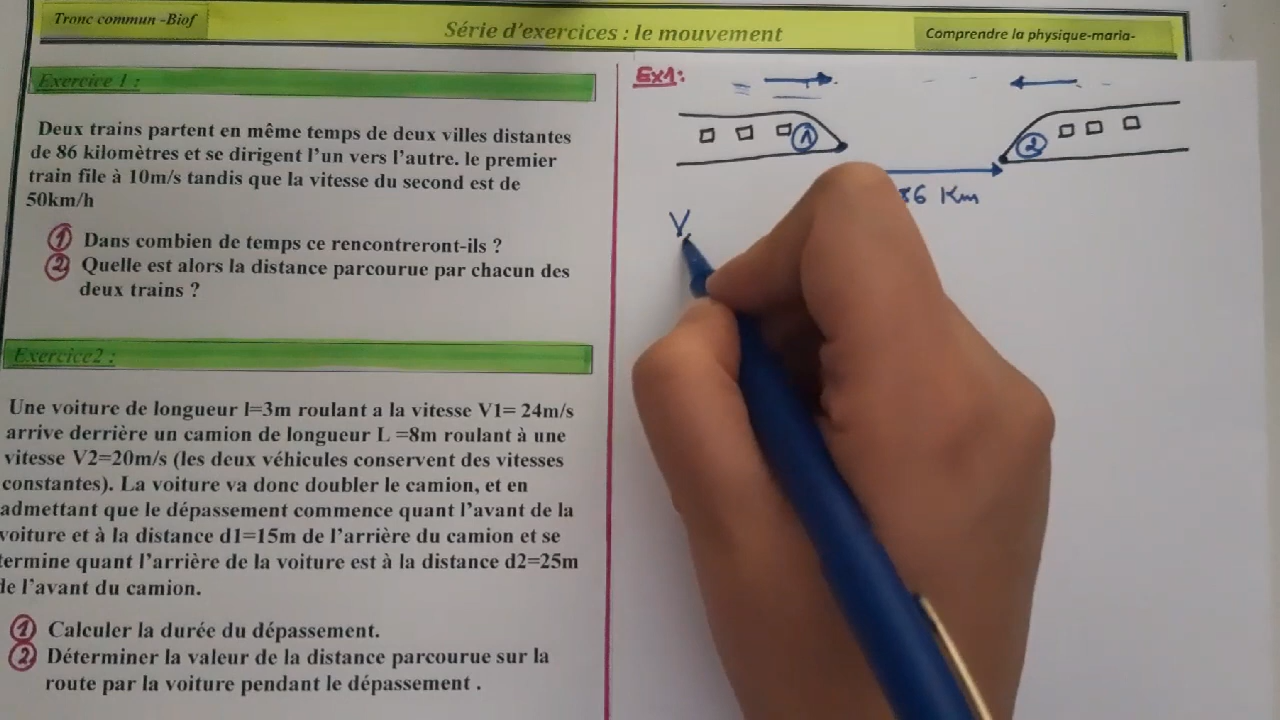 Tronc commun -Biof
Série d'exercices : le mouvement
Comprendre la physique-maria-
Exercice 1 :
Deux trains partent en même temps de deux villes distantes
de 86 kilomètres et se dirigent l'un vers l'autre. le premier
train file à 10m/s tandis que la vitesse du second est de
50km/h
1 Dans combien de temps ce rencontreront-ils ?
2 Quelle est alors la distance parcourue par chacun des
deux trains ?
Exercice2 :
Une voiture de longueur l=3m roulant a la vitesse V1= 24m/s
arrive derrière un camion de longueur L =8m roulant à une
vitesse V2=20m/s (les deux véhicules conservent des vitesses
constantes). La voiture va donc doubler le camion, et en
admettant que le dépassement commence quant l'avant de la
voiture et à la distance d1=15m de l'arrière du camion et se
termine quant l'arrière de la voiture est à la distance d2=25m
de l'avant du camion.
1 Calculer la durée du dépassement.
2 Déterminer la valeur de la distance parcourue sur la
route par la voiture pendant le dépassement .
Ex1:
1
2
86 Km
V